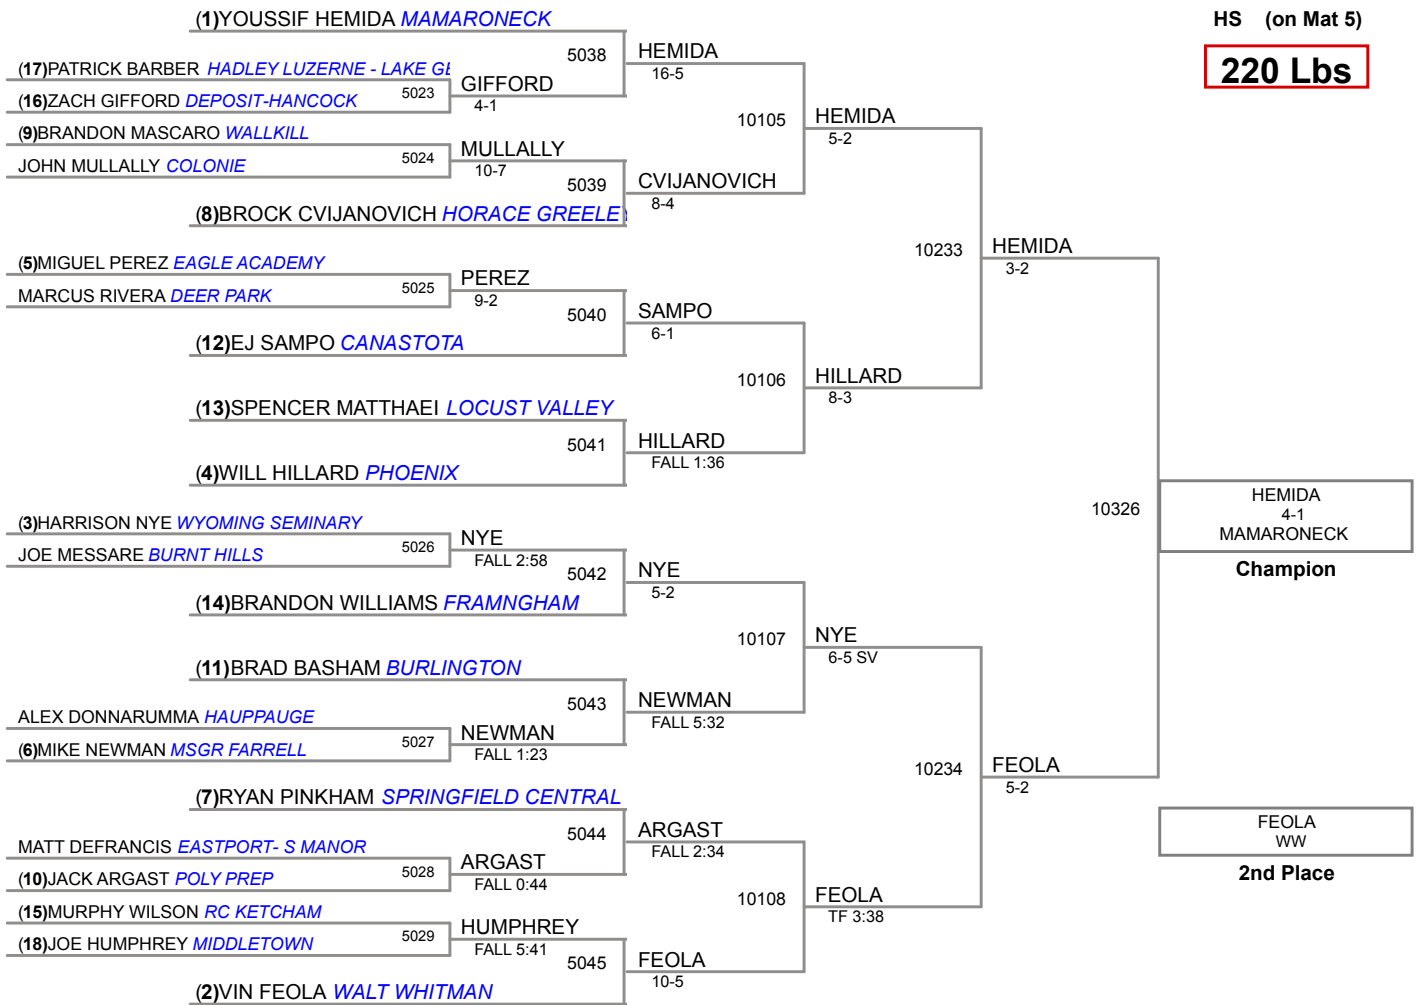 HS (on Mat 5)
220 Lbs
(1)YOUSSIF HEMIDA MAMARONECK
5038
HEMIDA
16-5
(17)PATRICK BARBER HADLEY LUZERNE - LAKE GE
(16)ZACH GIFFORD DEPOSIT-HANCOCK
5023
GIFFORD
4-1
10105
HEMIDA
5-2
(9)BRANDON MASCARO WALLKILL
JOHN MULLALLY COLONIE
5024
MULLALLY
10-7
5039
CVIJANOVICH
8-4
(8)BROCK CVIJANOVICH HORACE GREELEY
10233
HEMIDA
3-2
(5)MIGUEL PEREZ EAGLE ACADEMY
MARCUS RIVERA DEER PARK
5025
PEREZ
9-2
5040
SAMPO
6-1
(12)EJ SAMPO CANASTOTA
10106
HILLARD
8-3
(13)SPENCER MATTHAEI LOCUST VALLEY
5041
HILLARD
FALL 1:36
(4)WILL HILLARD PHOENIX
10326
HEMIDA
4-1
MAMARONECK
Champion
(3)HARRISON NYE WYOMING SEMINARY
JOE MESSARE BURNT HILLS
5026
NYE
FALL 2:58
5042
NYE
5-2
(14)BRANDON WILLIAMS FRAMNGHAM
10107
NYE
6-5 SV
(11)BRAD BASHAM BURLINGTON
5043
NEWMAN
FALL 5:32
ALEX DONNARUMMA HAUPPAUGE
(6)MIKE NEWMAN MSGR FARRELL
5027
NEWMAN
FALL 1:23
10234
FEOLA
5-2
(7)RYAN PINKHAM SPRINGFIELD CENTRAL
5044
ARGAST
FALL 2:34
MATT DEFRANCIS EASTPORT- S MANOR
(10)JACK ARGAST POLY PREP
5028
ARGAST
FALL 0:44
10108
FEOLA
TF 3:38
FEOLA
WW
2nd Place
(15)MURPHY WILSON RC KETCHAM
(18)JOE HUMPHREY MIDDLETOWN
5029
HUMPHREY
FALL 5:41
5045
FEOLA
10-5
(2)VIN FEOLA WALT WHITMAN